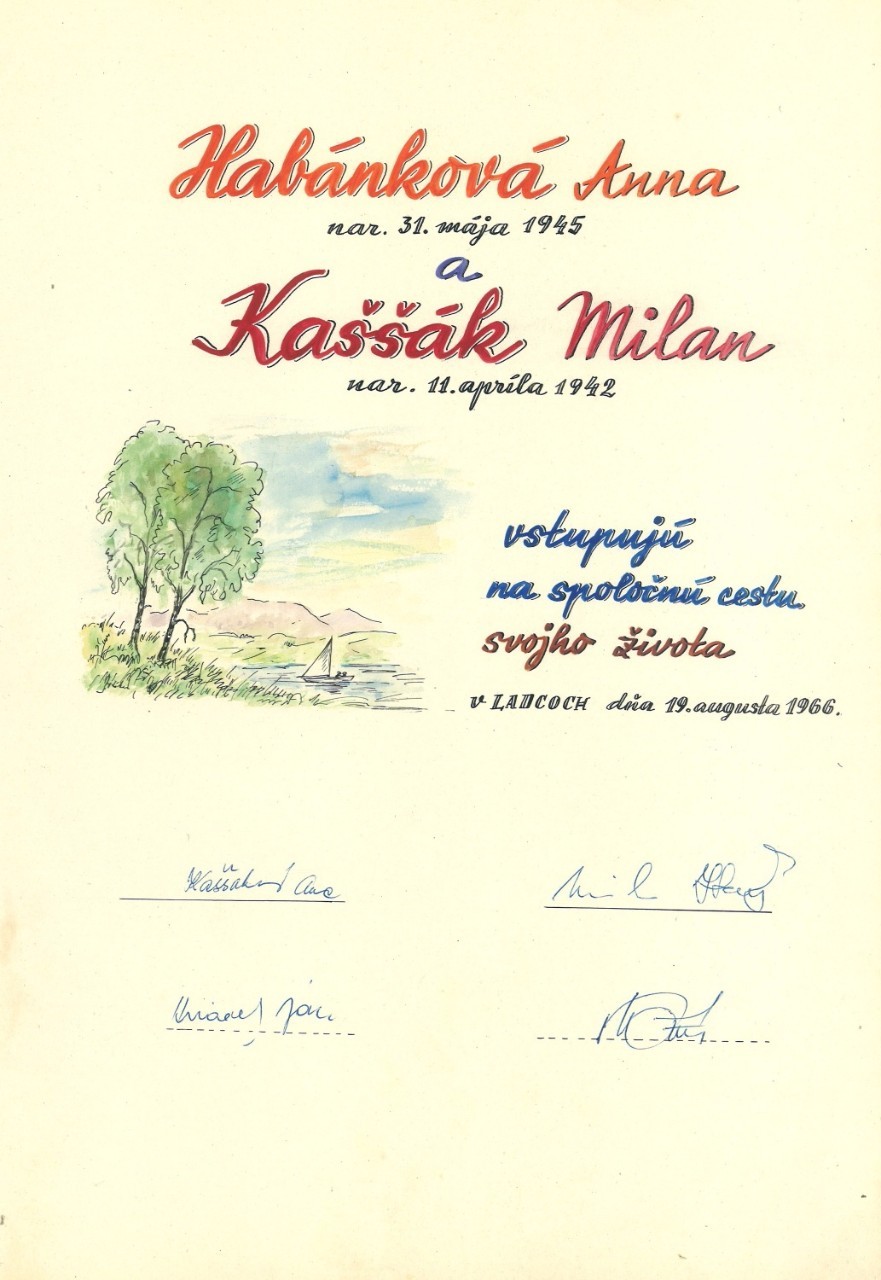 Habánková Anna
nar. 31. mája 1945
a
Kaššák Milan
nar. 11. apríla 1942
vstupujú
na spoločnú cestu
svojho života
v LADCOCH dňa 19. augusta 1966.
Kaššáková